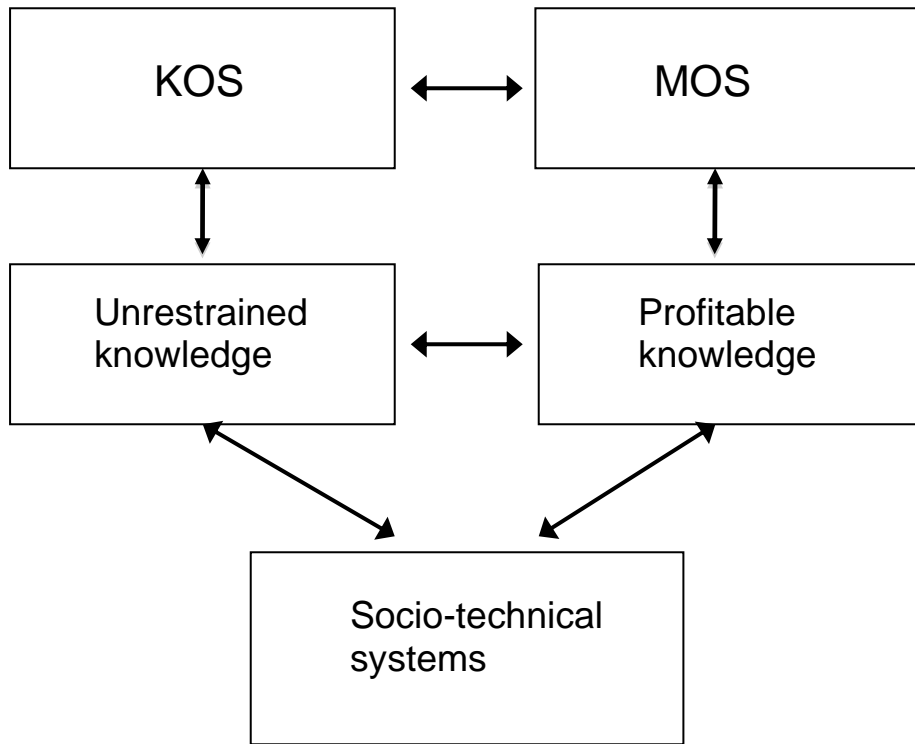 KOS
MOS
Unrestrained
knowledge
Profitable
knowledge
Socio-technical
systems